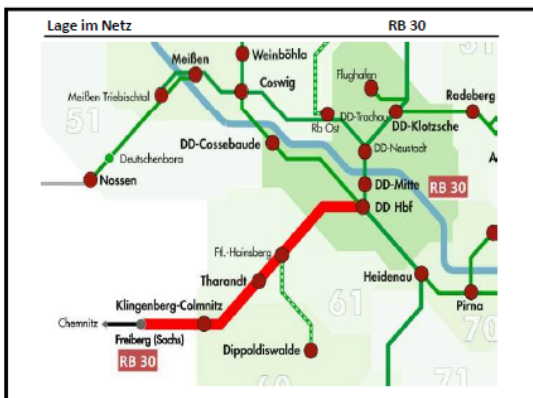 Lage im Netz RB 30
51
Weinböhla
Meißen
Flughafen
Coswig
Radeberg
Meißen Triebischtal
51
Rb Ost
DD-Trachau
DD-Klotzsche
DD-Cossebaude
DD-Neustadt
Deutschenbora
Nossen
DD-Mitte
RB 30
DD Hbf
Ftl.-Hainsberg
Tharandt
Heidenau
Klingenberg-Colmnitz
61
Pirna
Chemnitz
Freiberg (Sachs)
70
RB 30
Dippoldiswalde
71